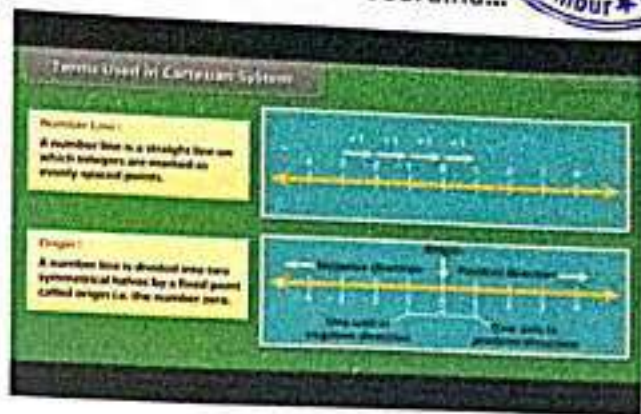 Terms Used in Cartesian System
Number Line :
A number line is a straight line on
which integers are marked as
evenly spaced points.
Origin :
A number line is divided into two
symmetrical halves by a fixed point
called origin i.e. the number zero.
Origin
Negative direction
Positive direction
One unit in
negative direction
One unit in
positive direction